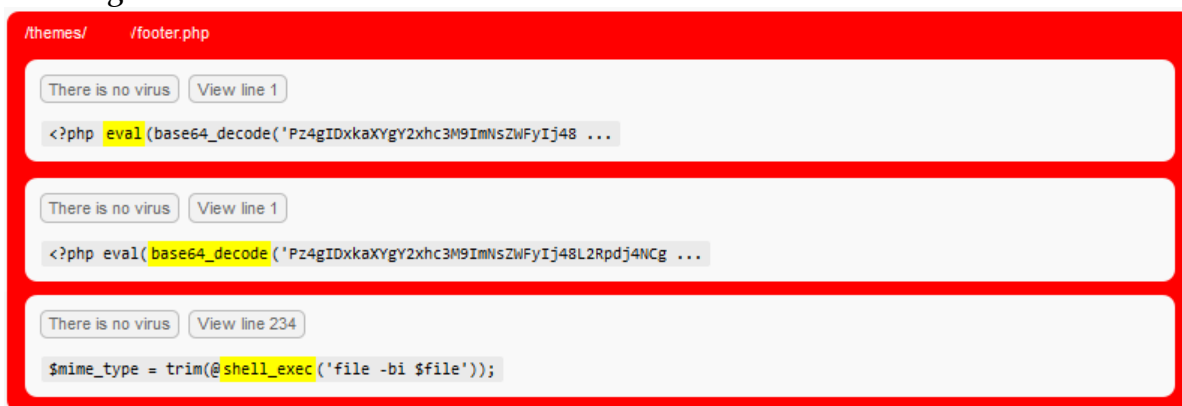 /themes/ /footer.php
There is no virus View line 1
<?php eval(base64_decode('Pz4gIDxkaXYgY2xhc3M9ImNsZWFyIj48 ...
There is no virus View line 1
<?php eval(base64_decode('Pz4gIDxkaXYgY2xhc3M9ImNsZWFyIj48L2Rpdj4NCg ...
There is no virus View line 234
$mime_type = trim(@shell_exec('file -bi $file'));